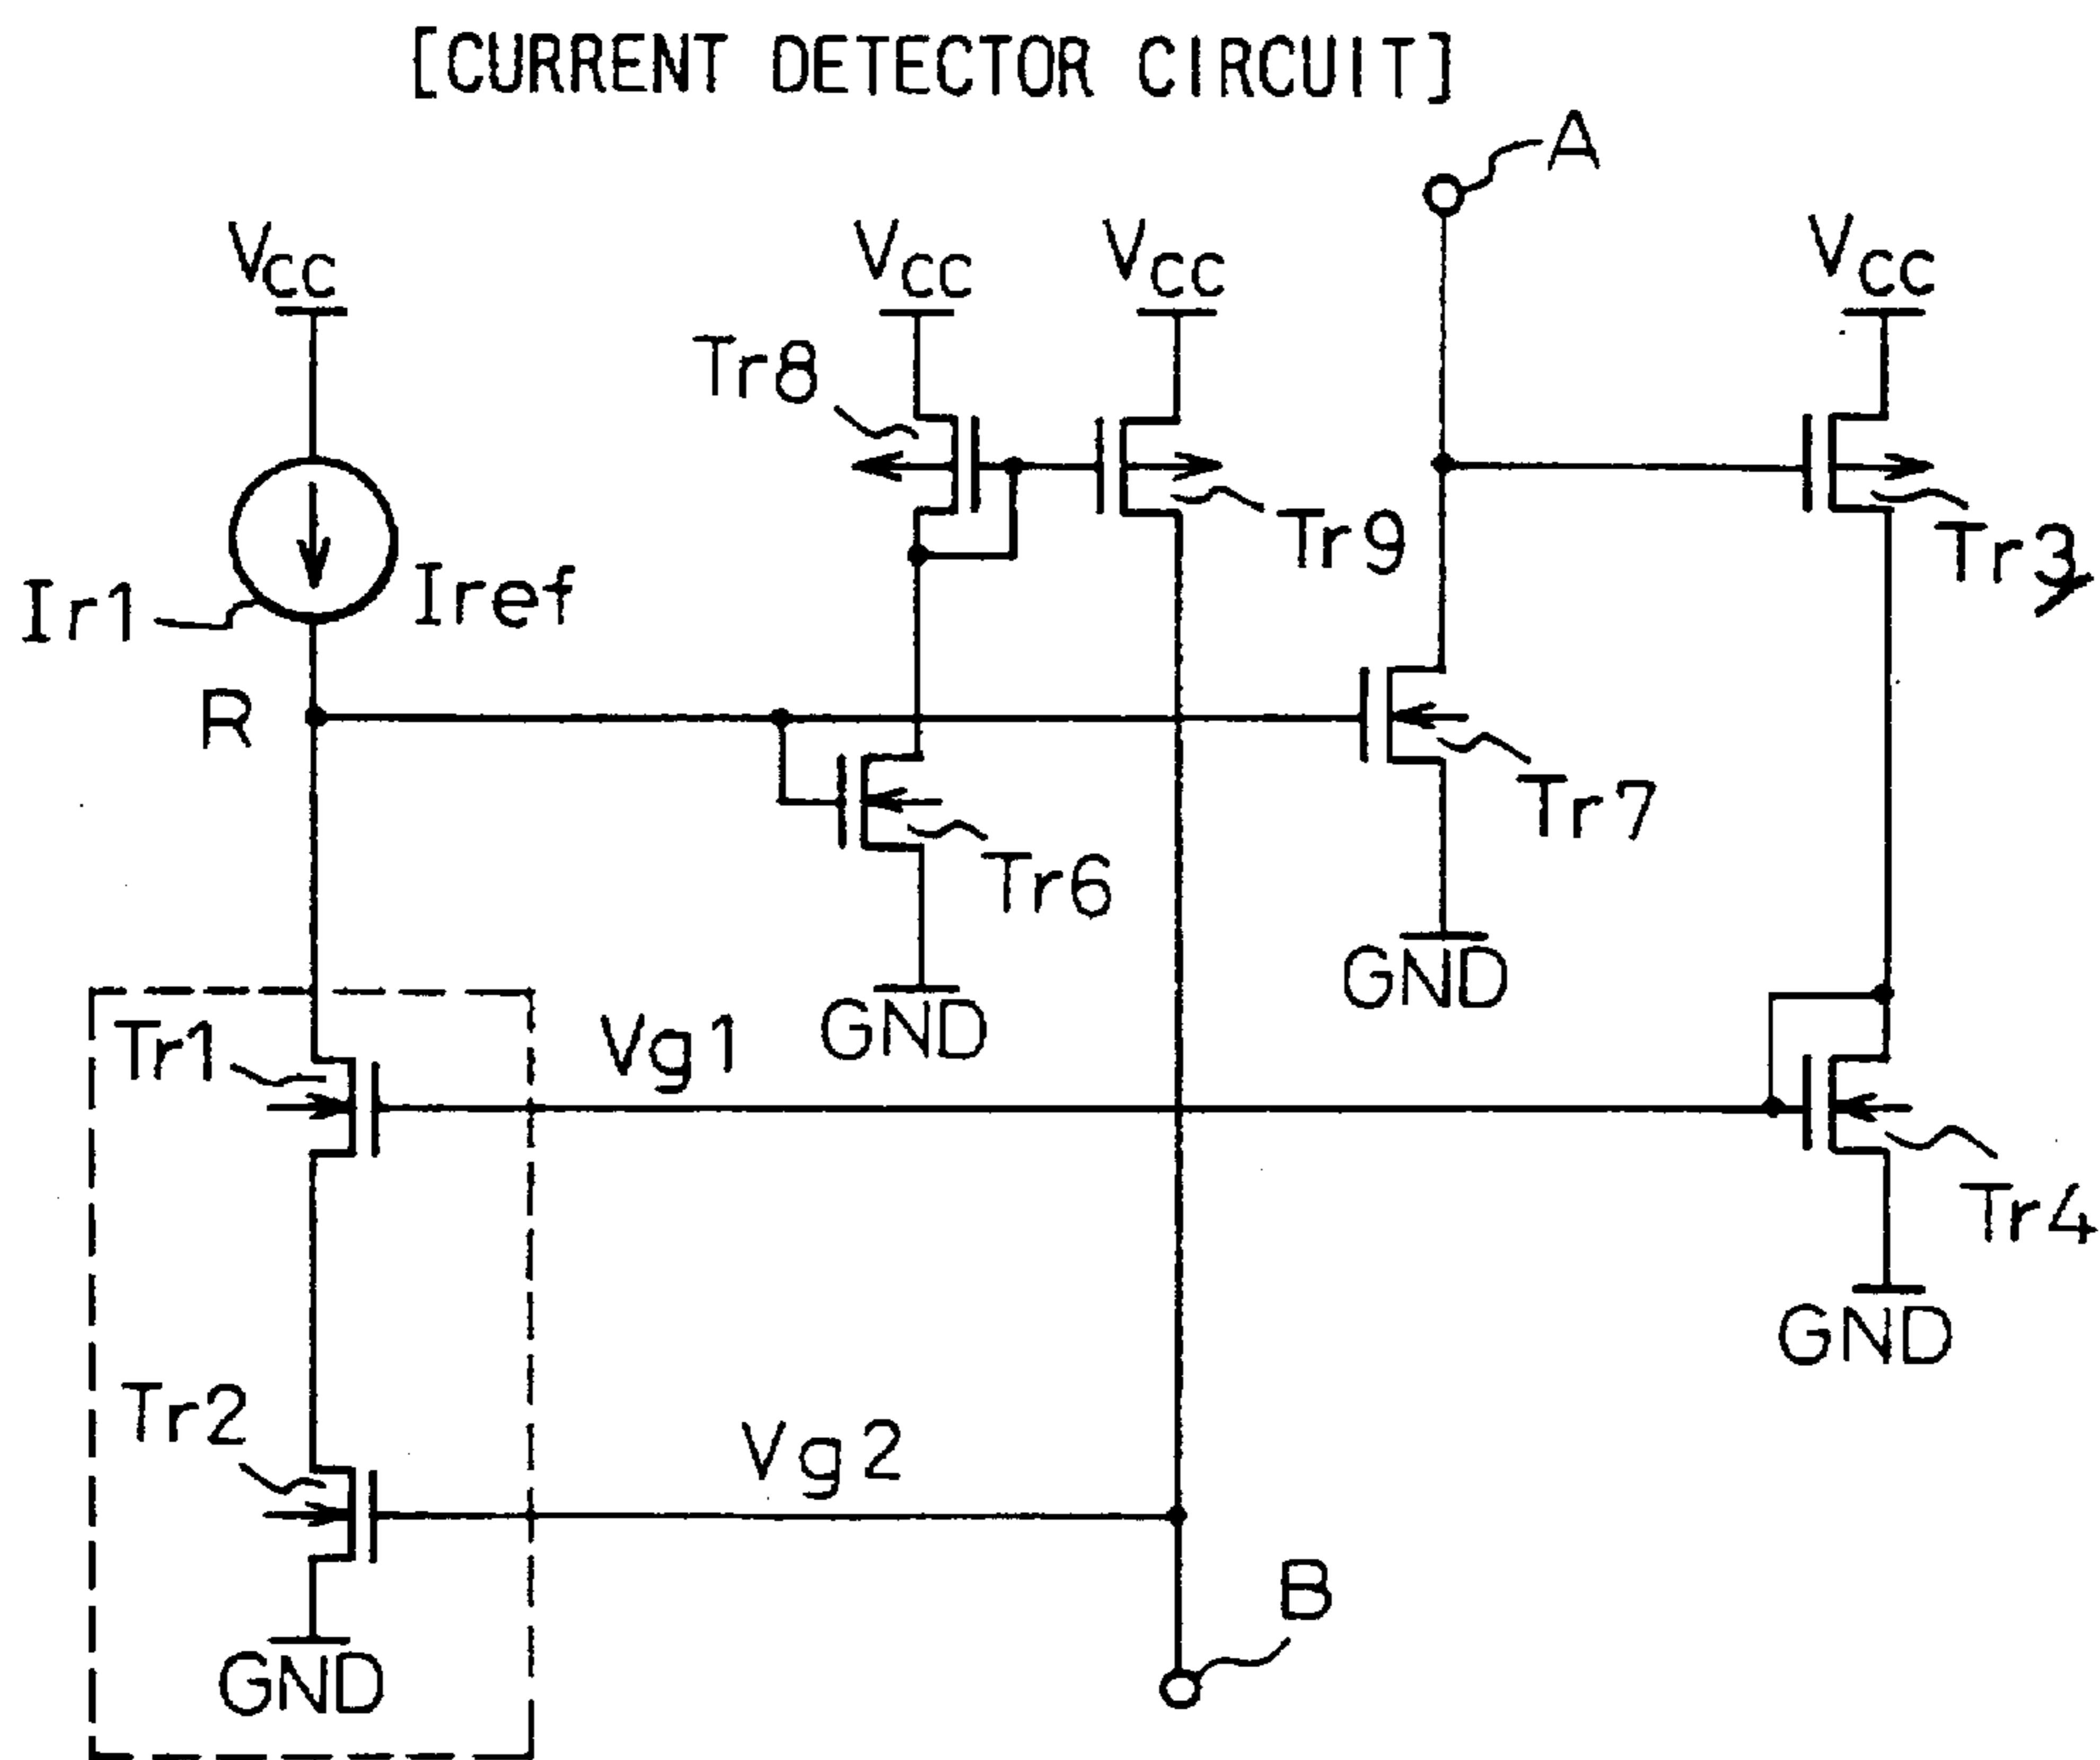 [CURRENT DETECTOR CIRCUIT]
A
Vcc
Vcc
Vcc
Vcc
Tr8
Tr9
Tr3
Ir1
Iref
R
Tr7
Tr6
GND
GND
Tr1
Vg1
Tr4
GND
Tr2
Vg2
B
GND